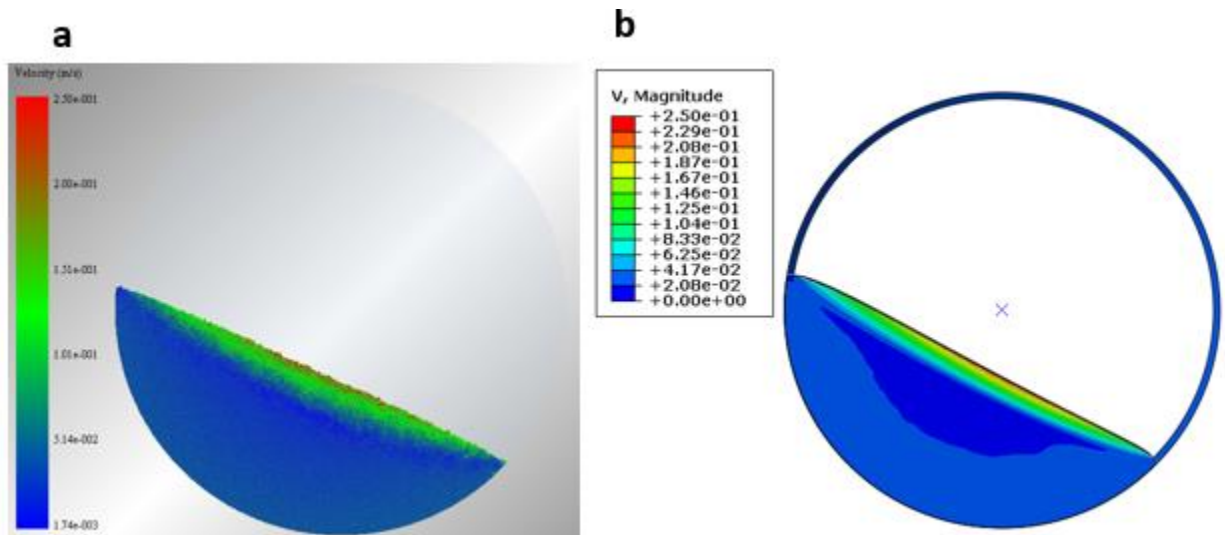 a
b
Velocity (m/s)
2.50e-001
2.00e-001
1.51e-001
1.01e-001
5.14e-002
1.74e-003
V, Magnitude
+2.50e-01
+2.29e-01
+2.08e-01
+1.87e-01
+1.67e-01
+1.46e-01
+1.25e-01
+1.04e-01
+8.33e-02
+6.25e-02
+4.17e-02
+2.08e-02
+0.00e+00